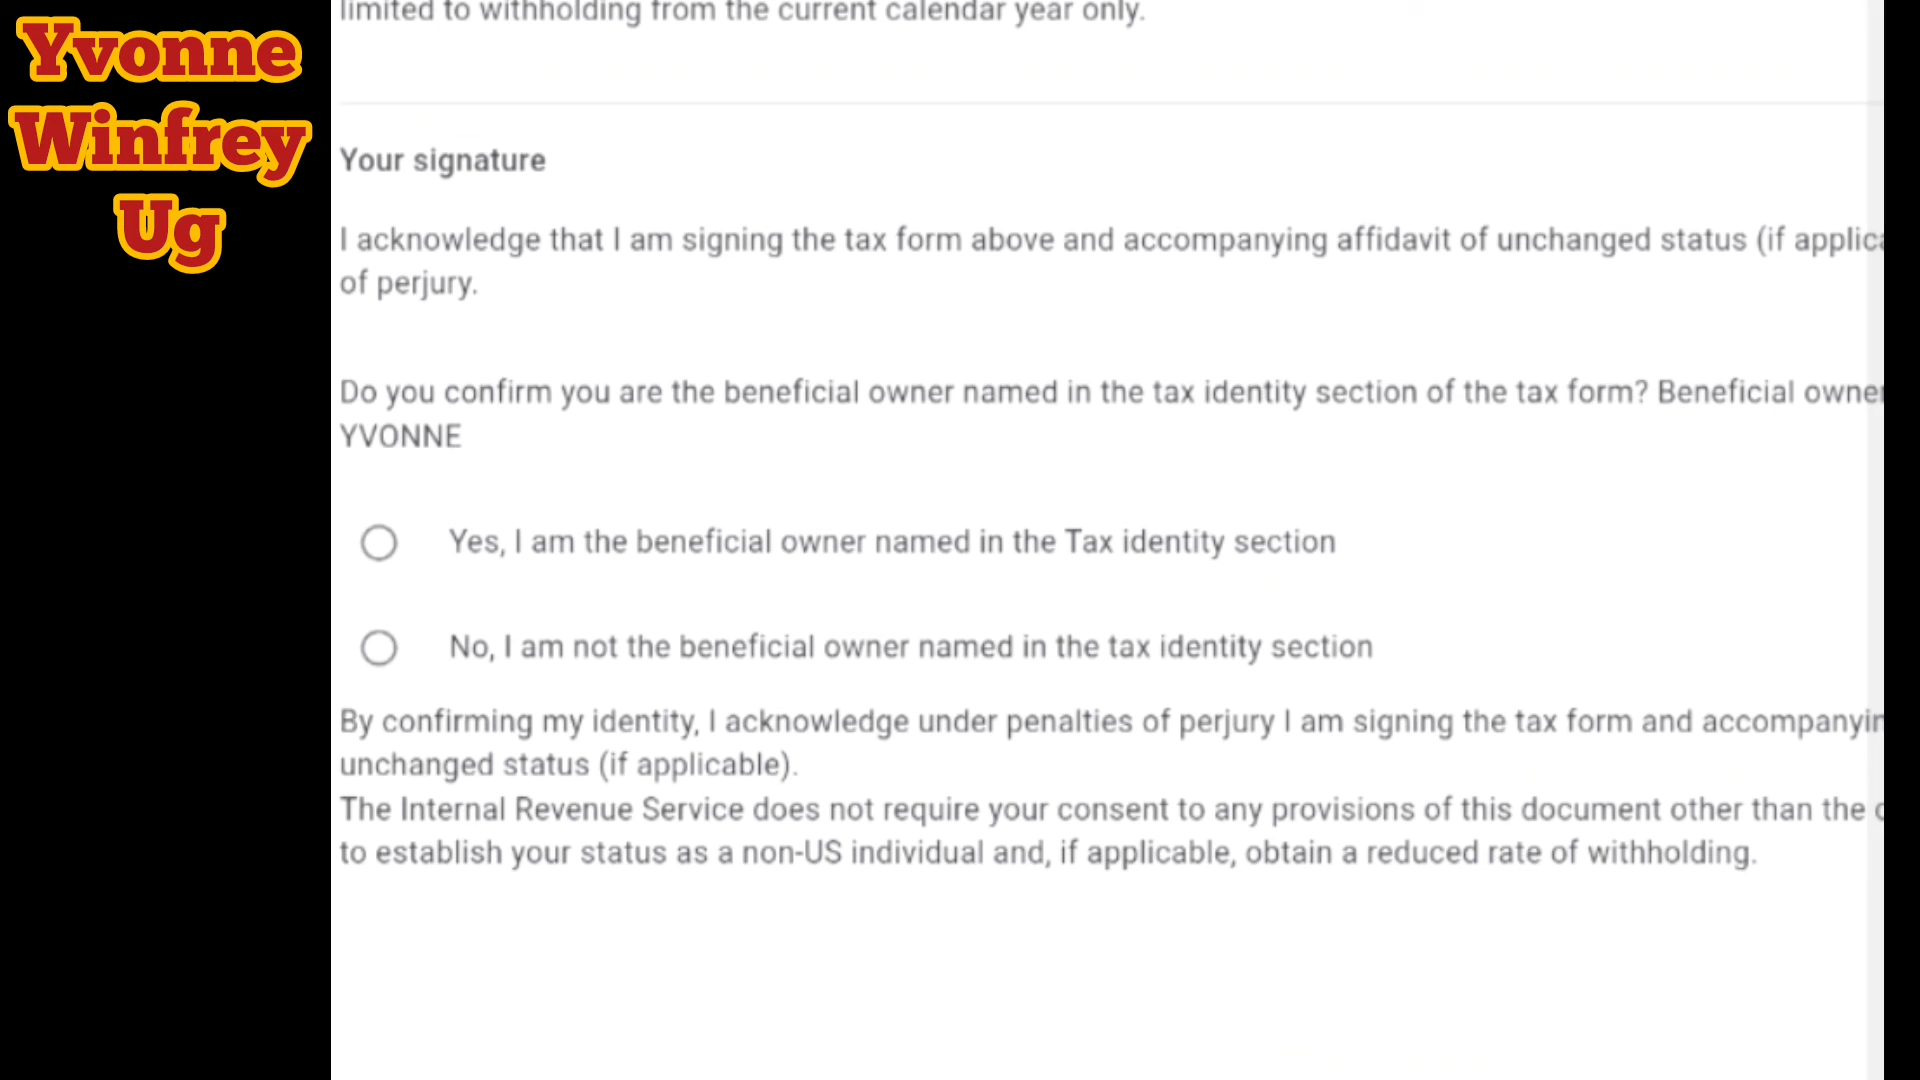 Yvonne
Winfrey
Ug
limited to withholding from the current calendar year only.
Your signature
I acknowledge that I am signing the tax form above and accompanying affidavit of unchanged status (if
of perjury.
Do you confirm you are the beneficial owner named in the tax identity section of the tax form? Beneficial
YVONNE
Yes, I am the beneficial owner named in the Tax identity section
No, I am not the beneficial owner named in the tax identity section
By confirming my identity, I acknowledge under penalties of perjury I am signing the tax form and
unchanged status (if applicable).
The Internal Revenue Service does not require your consent to any provisions of this document other than the
to establish your status as a non-US individual and, if applicable, obtain a reduced rate of withholding.